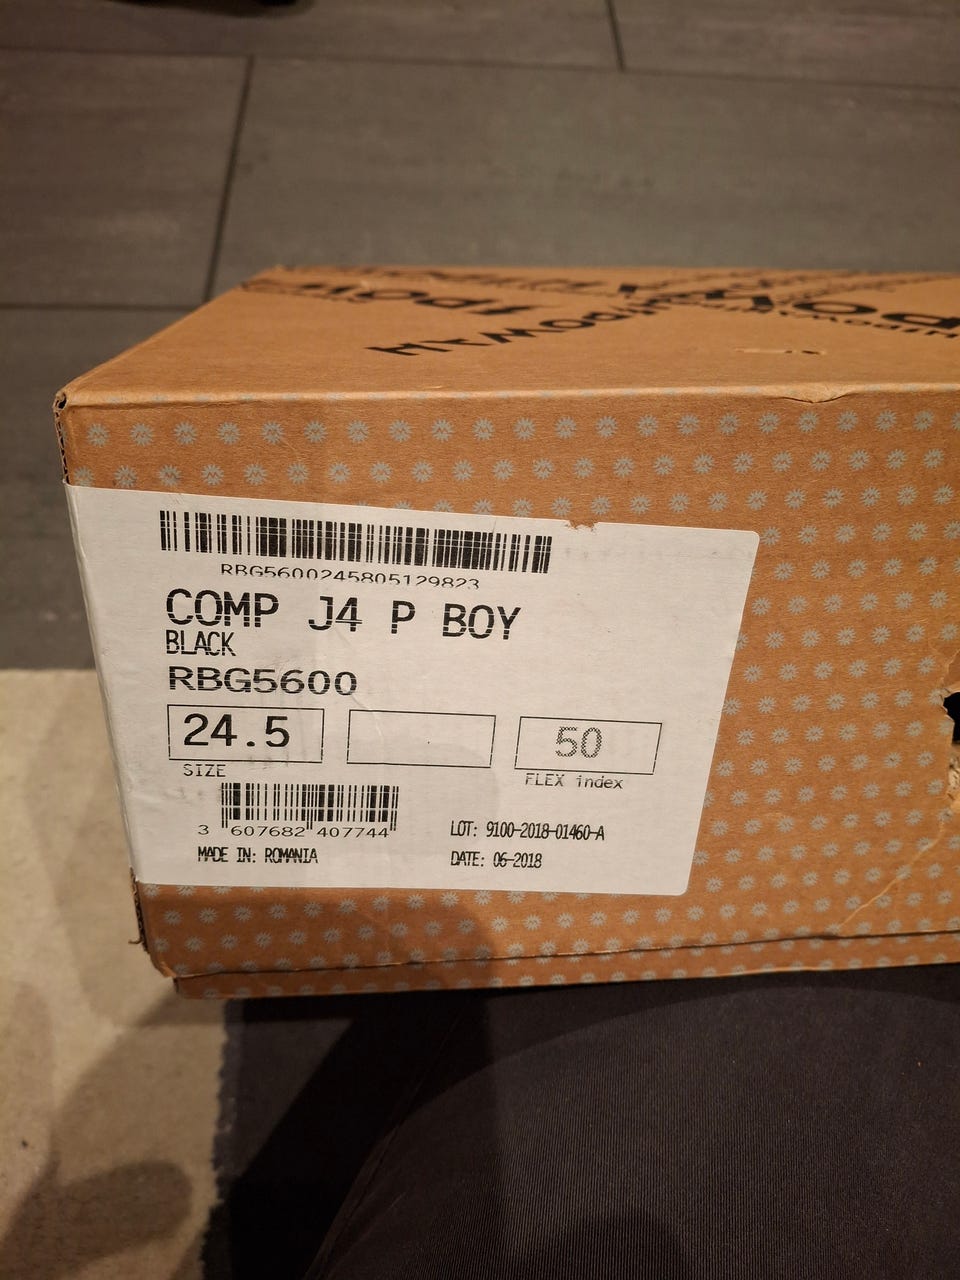 RBG5600245805129823
COMP J4 P BOY
BLACK
RBG5600
24.5
50
SIZE
FLEX index
3 607682 407744
LOT: 9100-2018-01460-A
MADE IN: ROMANIA
DATE: 06-2018